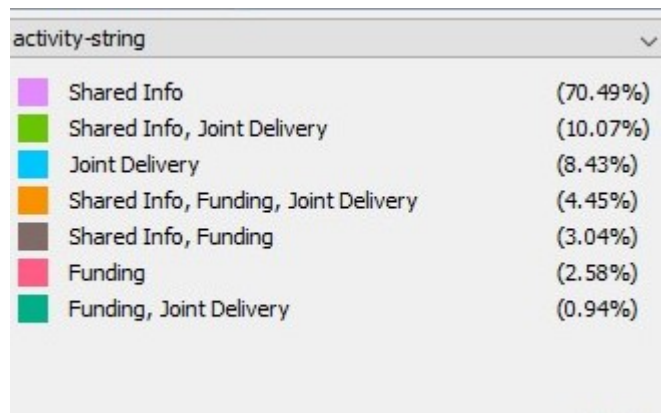 activity-string
Shared Info (70.49%)
Shared Info, Joint Delivery (10.07%)
Joint Delivery (8.43%)
Shared Info, Funding, Joint Delivery (4.45%)
Shared Info, Funding (3.04%)
Funding (2.58%)
Funding, Joint Delivery (0.94%)